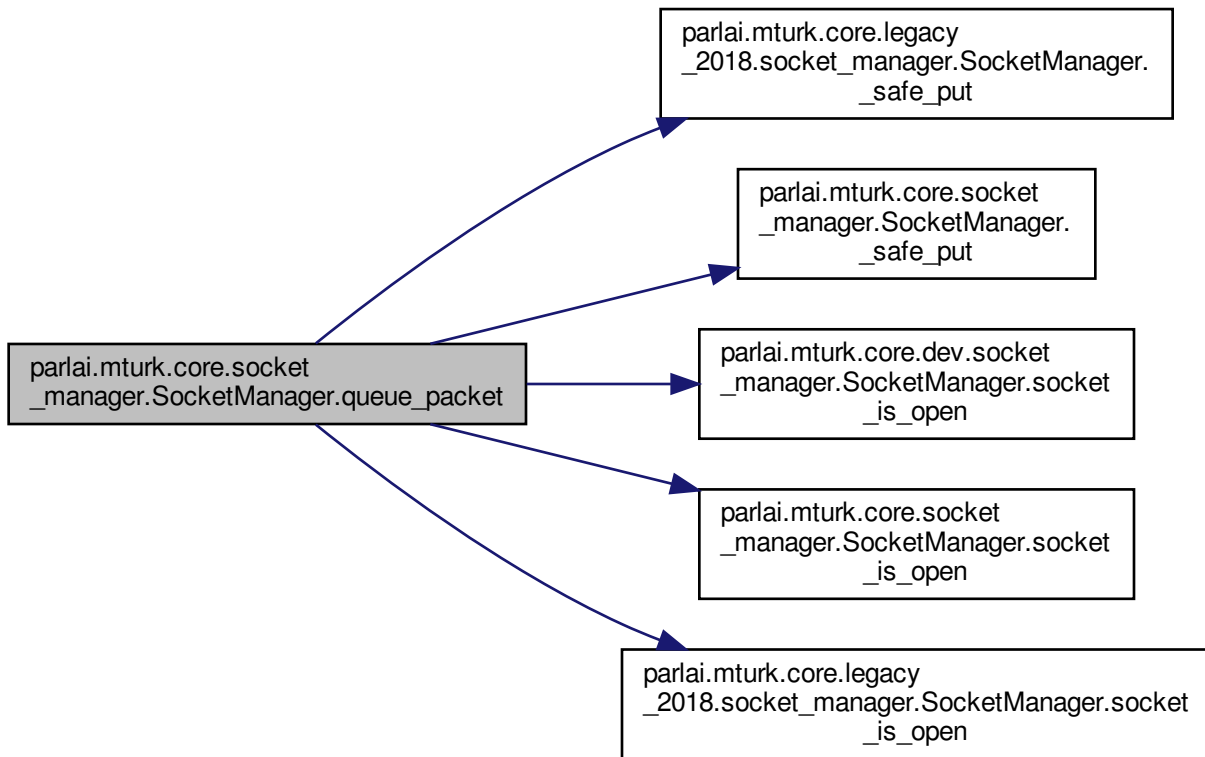 parlai.mturk.core.legacy
_2018.socket_manager.SocketManager.
_safe_put
parlai.mturk.core.socket
_manager.SocketManager.
_safe_put
parlai.mturk.core.socket
_manager.SocketManager.queue_packet
parlai.mturk.core.dev.socket
_manager.SocketManager.socket
_is_open
parlai.mturk.core.socket
_manager.SocketManager.socket
_is_open
parlai.mturk.core.legacy
_2018.socket_manager.SocketManager.socket
_is_open